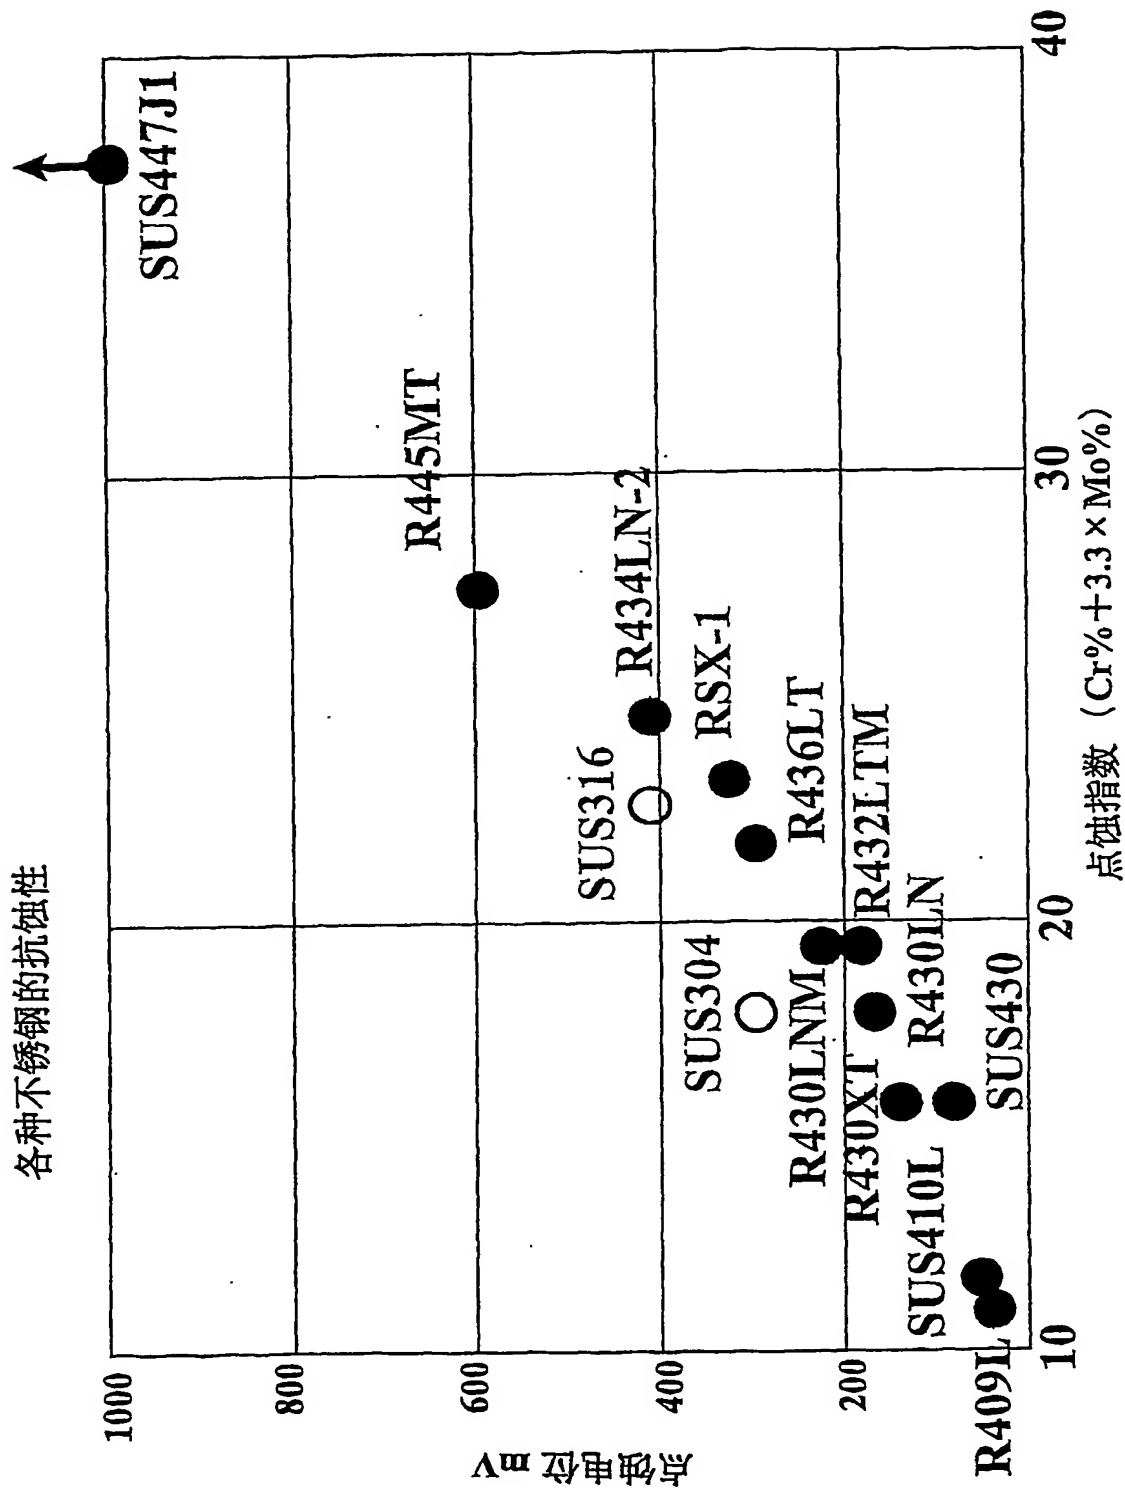 各种不锈钢的抗蚀性
点蚀电位 mV
1000
800
600
400
200
SUS447J1
R445MT
R434LN-2
SUS316
RSX-1
R436LT
R432LTM
SUS304
R430LNM
R430LN
R430XT
SUS430
SUS410L
R409L
10
20
30
40
点蚀指数 (Cr%+3.3×Mo%)